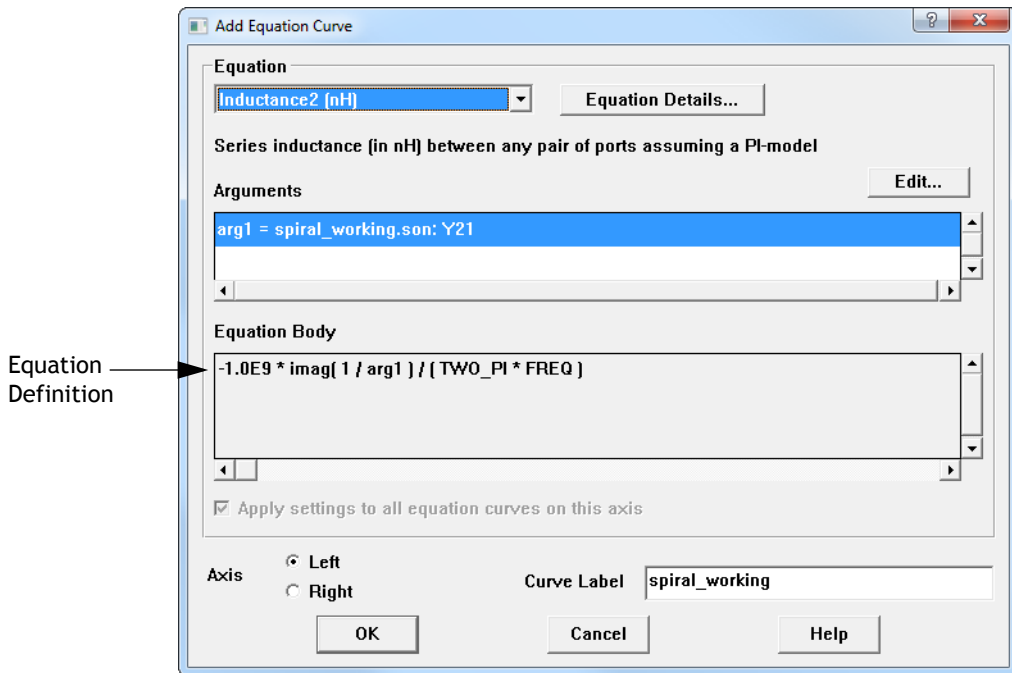 Add Equation Curve
Equation
Inductance2 (nH)
Equation Details...
Series inductance (in nH) between any pair of ports assuming a PI-model
Edit...
Arguments
arg1 = spiral_working.son: Y21
Equation Body
Equation
Definition
-1.0E9 * imag( 1 / arg1 ) / ( TWO_PI * FREQ )
Apply settings to all equation curves on this axis
Axis
Left
Right
Curve Label
spiral_working
OK
Cancel
Help